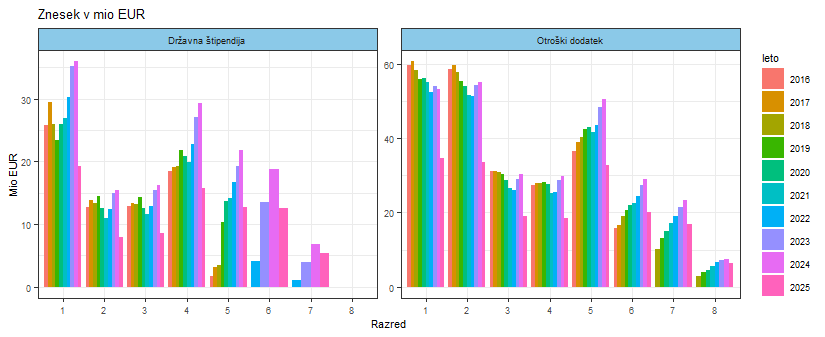 Znesek v mio EUR
Državna štipendija
Otroški dodatek
Mio EUR
30
20
10
0
60
40
20
0
1 2 3 4 5 6 7 8
1 2 3 4 5 6 7 8
Razred
leto
2016
2017
2018
2019
2020
2021
2022
2023
2024
2025